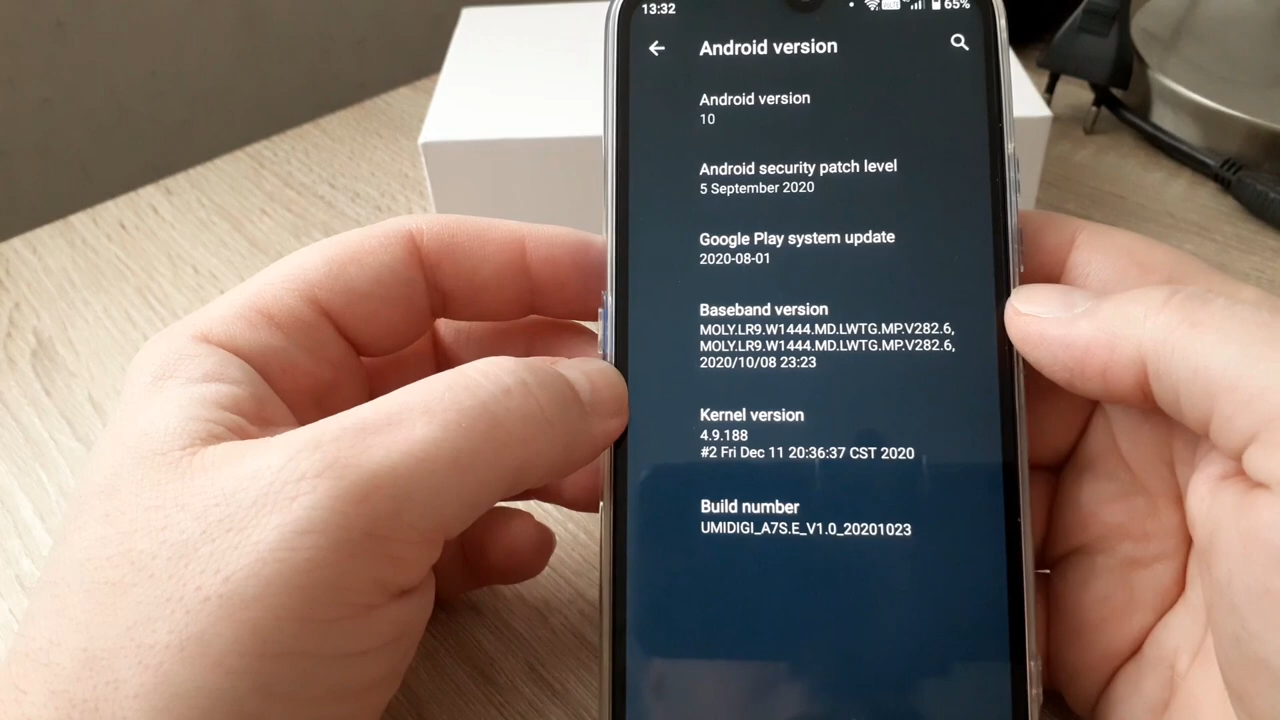 13:32
65%
Android version
Android version
10
Android security patch level
5 September 2020
Google Play system update
2020-08-01
Baseband version
MOLY.LR9.W1444.MD.LWTG.MP.V282.6,
MOLY.LR9.W1444.MD.LWTG.MP.V282.6,
2020/10/08 23:23
Kernel version
4.9.188
#2 Fri Dec 11 20:36:37 CST 2020
Build number
UMIDIGI_A7S.E_V1.0_20201023